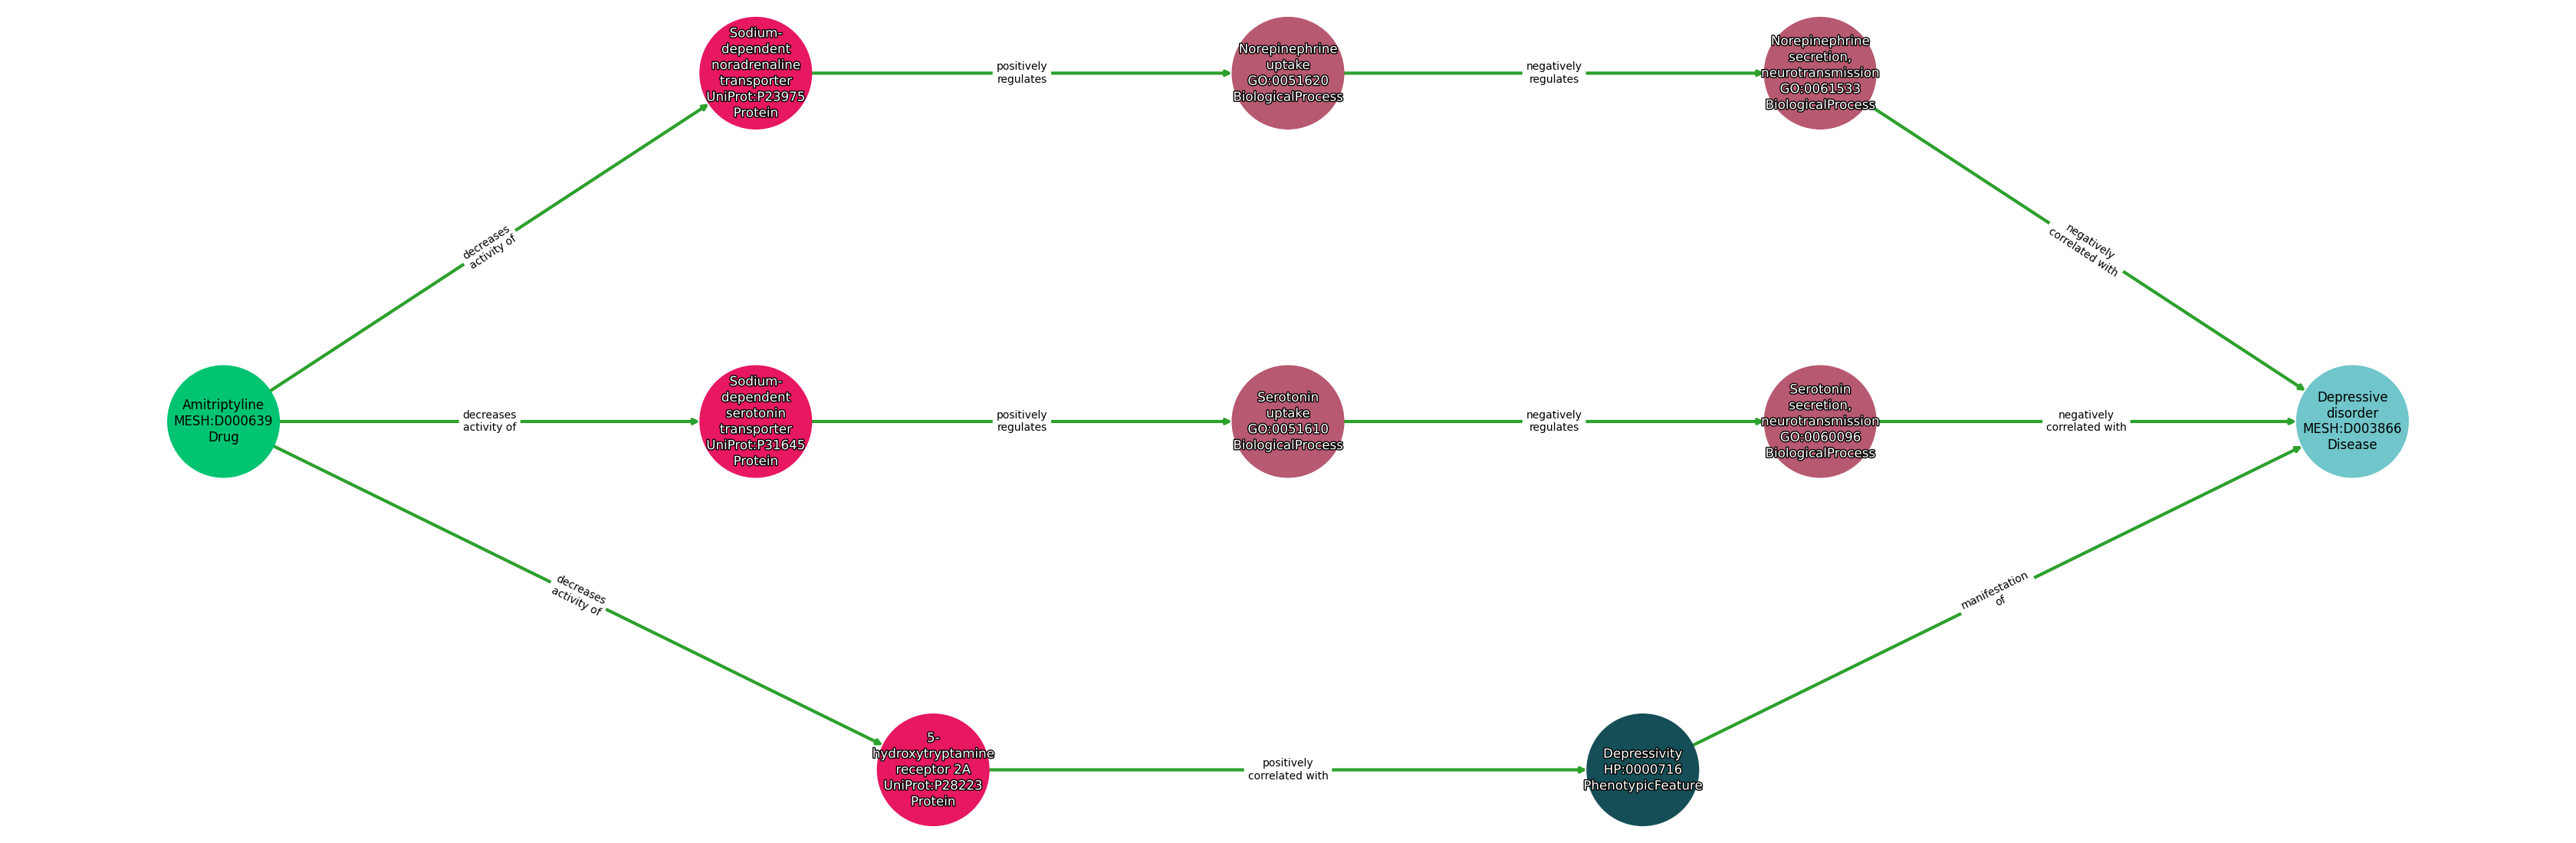 Sodium-
dependent
noradrenaline
transporter
UniProt:P23975
Protein
positively
regulates
Norepinephrine
uptake
GO:0051620
BiologicalProcess
negatively
regulates
Norepinephrine
secretion,
neurotransmission
GO:0061533
BiologicalProcess
decreases
activity of
negatively
correlated with
Amitriptyline
MESH:D000639
Drug
decreases
activity of
Sodium-
dependent
serotonin
transporter
UniProt:P31645
Protein
positively
regulates
Serotonin
uptake
GO:0051610
BiologicalProcess
negatively
regulates
Serotonin
secretion,
neurotransmission
GO:0060096
BiologicalProcess
negatively
correlated with
Depressive
disorder
MESH:D003866
Disease
decreases
activity of
manifestation
of
5-
hydroxytryptamine
receptor 2A
UniProt:P28223
Protein
positively
correlated with
Depressivity
HP:0000716
PhenotypicFeature